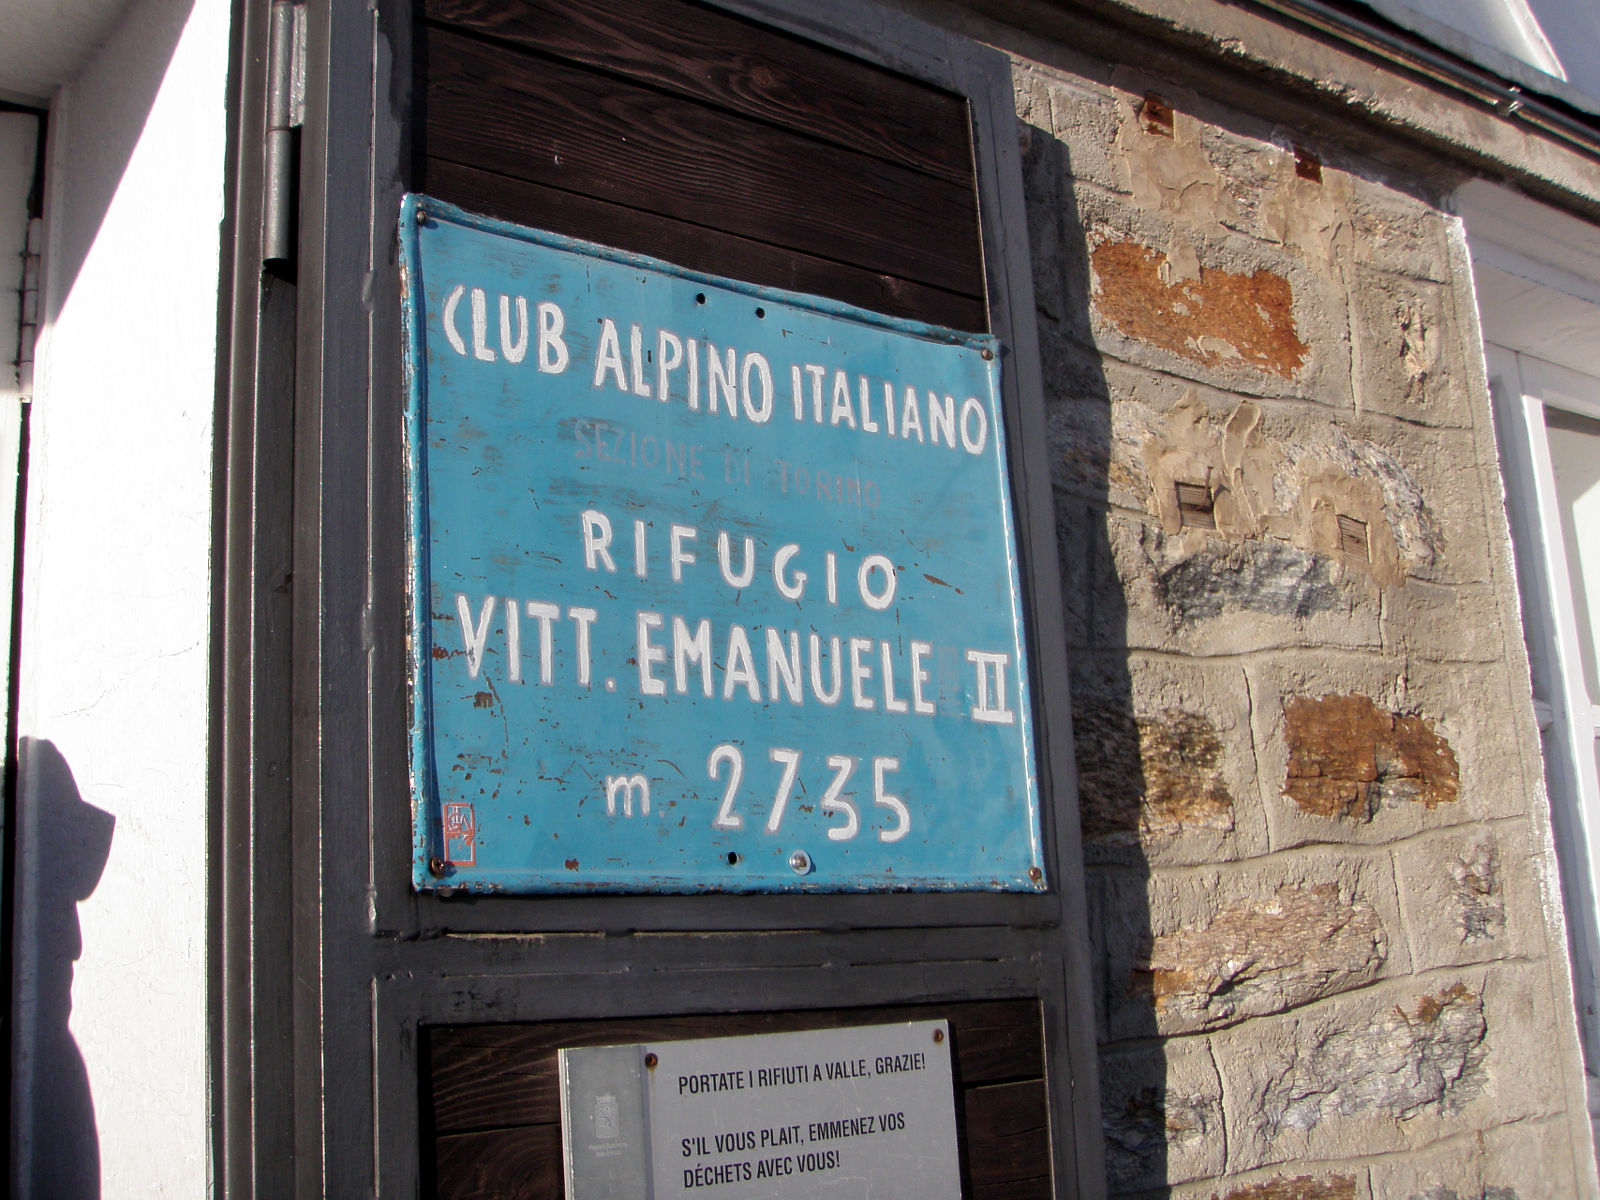 CLUB ALPINO ITALIANO
SEZIONE DI TORINO
RIFUGIO
VITT. EMANUELE II
m. 2735
PORTATE I RIFIUTI A VALLE, GRAZIE!
S'IL VOUS PLAIT, EMMENEZ VOS
DÉCHETS AVEC VOUS!